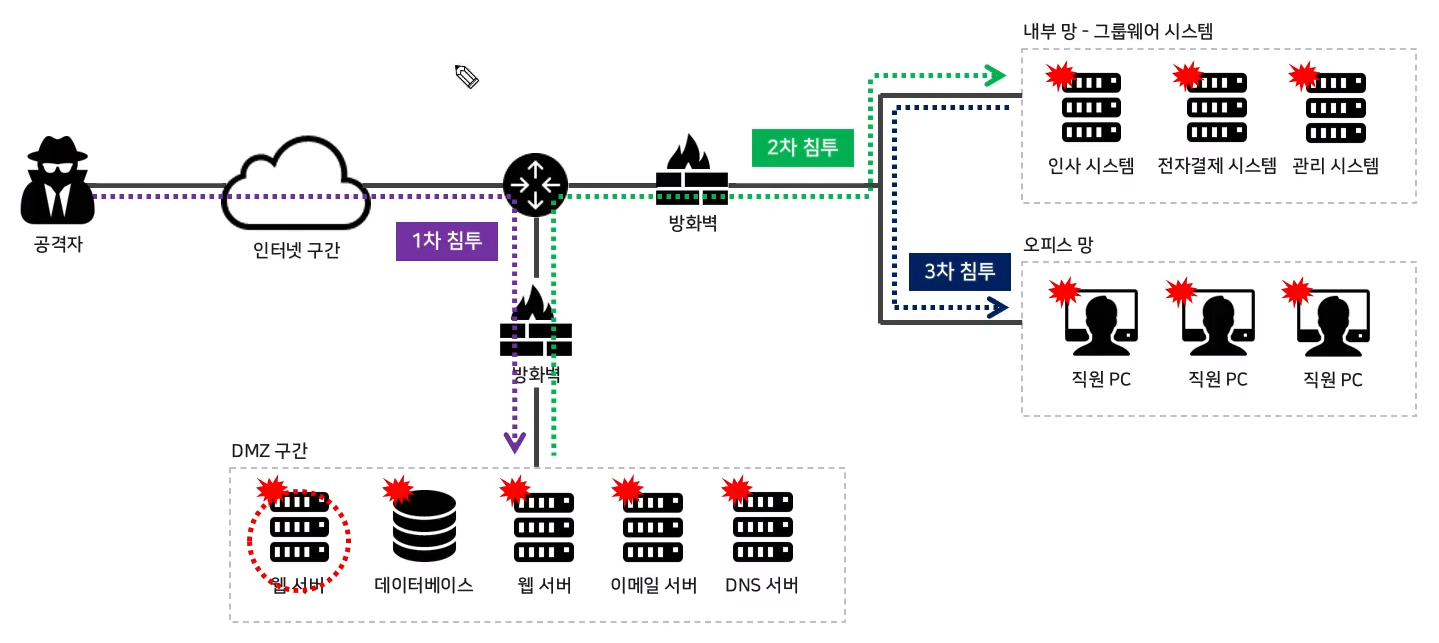 내부 망 - 그룹웨어 시스템
2차 침투
인사 시스템
전자결제 시스템
관리 시스템
공격자
인터넷 구간
1차 침투
방화벽
오피스 망
3차 침투
방화벽
직원 PC
직원 PC
직원 PC
DMZ 구간
웹 서버
데이터베이스
웹 서버
이메일 서버
DNS 서버